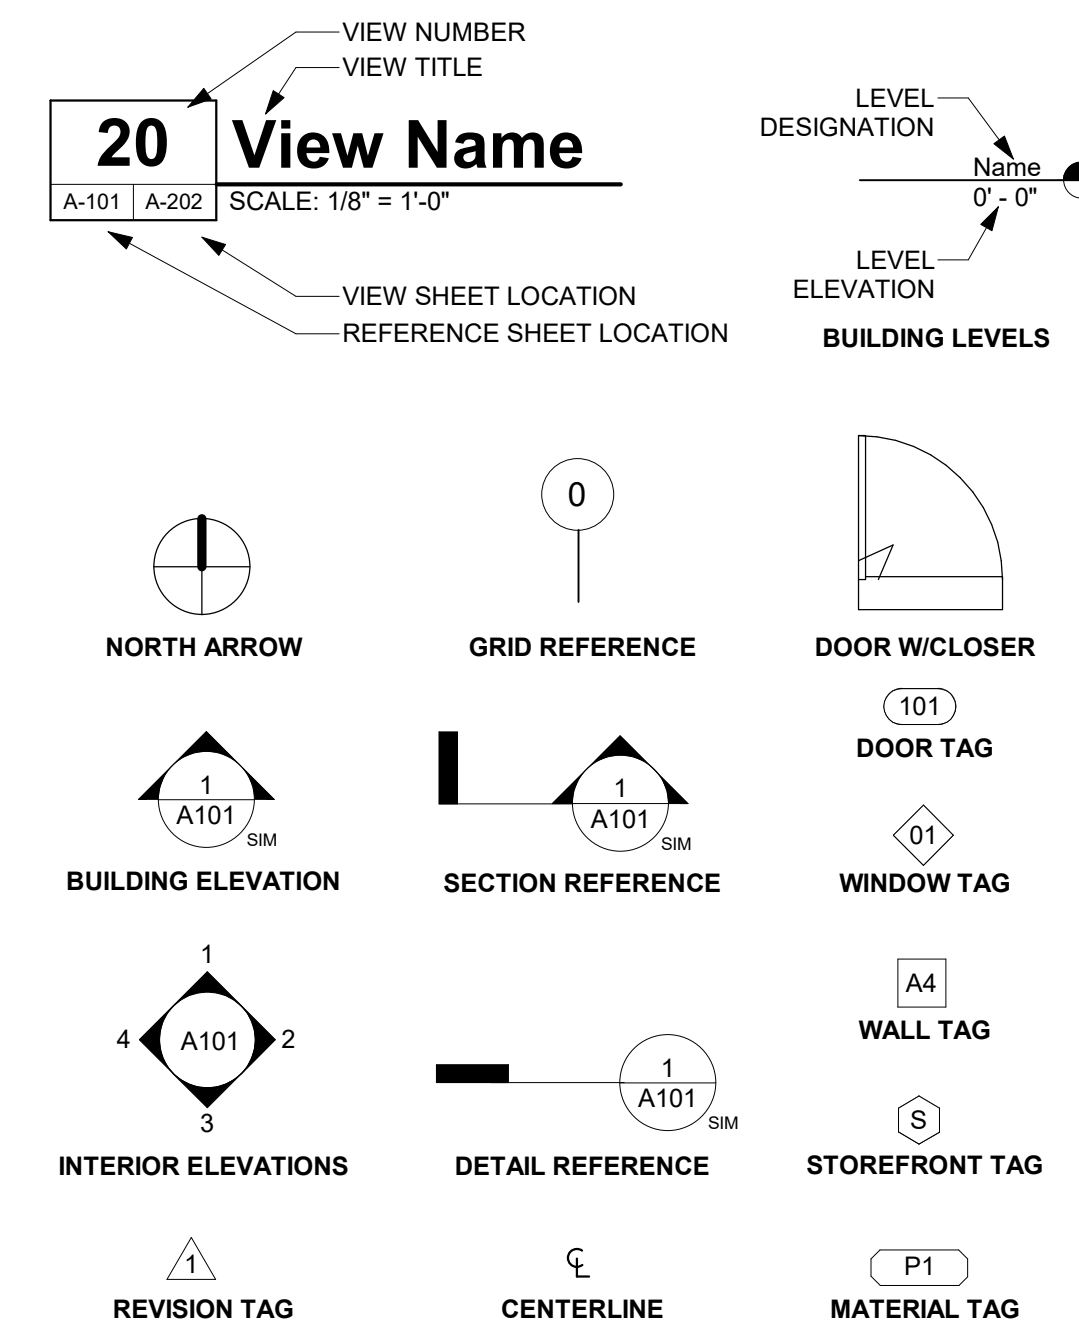 VIEW NUMBER
VIEW TITLE
20
View Name
A-101
A-202
SCALE: 1/8" = 1'-0"
VIEW SHEET LOCATION
REFERENCE SHEET LOCATION
LEVEL
DESIGNATION
Name
0' - 0"
LEVEL
ELEVATION
BUILDING LEVELS
NORTH ARROW
0
GRID REFERENCE
DOOR W/CLOSER
101
DOOR TAG
1
A101
SIM
BUILDING ELEVATION
1
A101
SIM
SECTION REFERENCE
01
WINDOW TAG
1
4
A101
2
3
INTERIOR ELEVATIONS
1
A101
SIM
DETAIL REFERENCE
A4
WALL TAG
S
STOREFRONT TAG
1
REVISION TAG
℄
CENTERLINE
P1
MATERIAL TAG